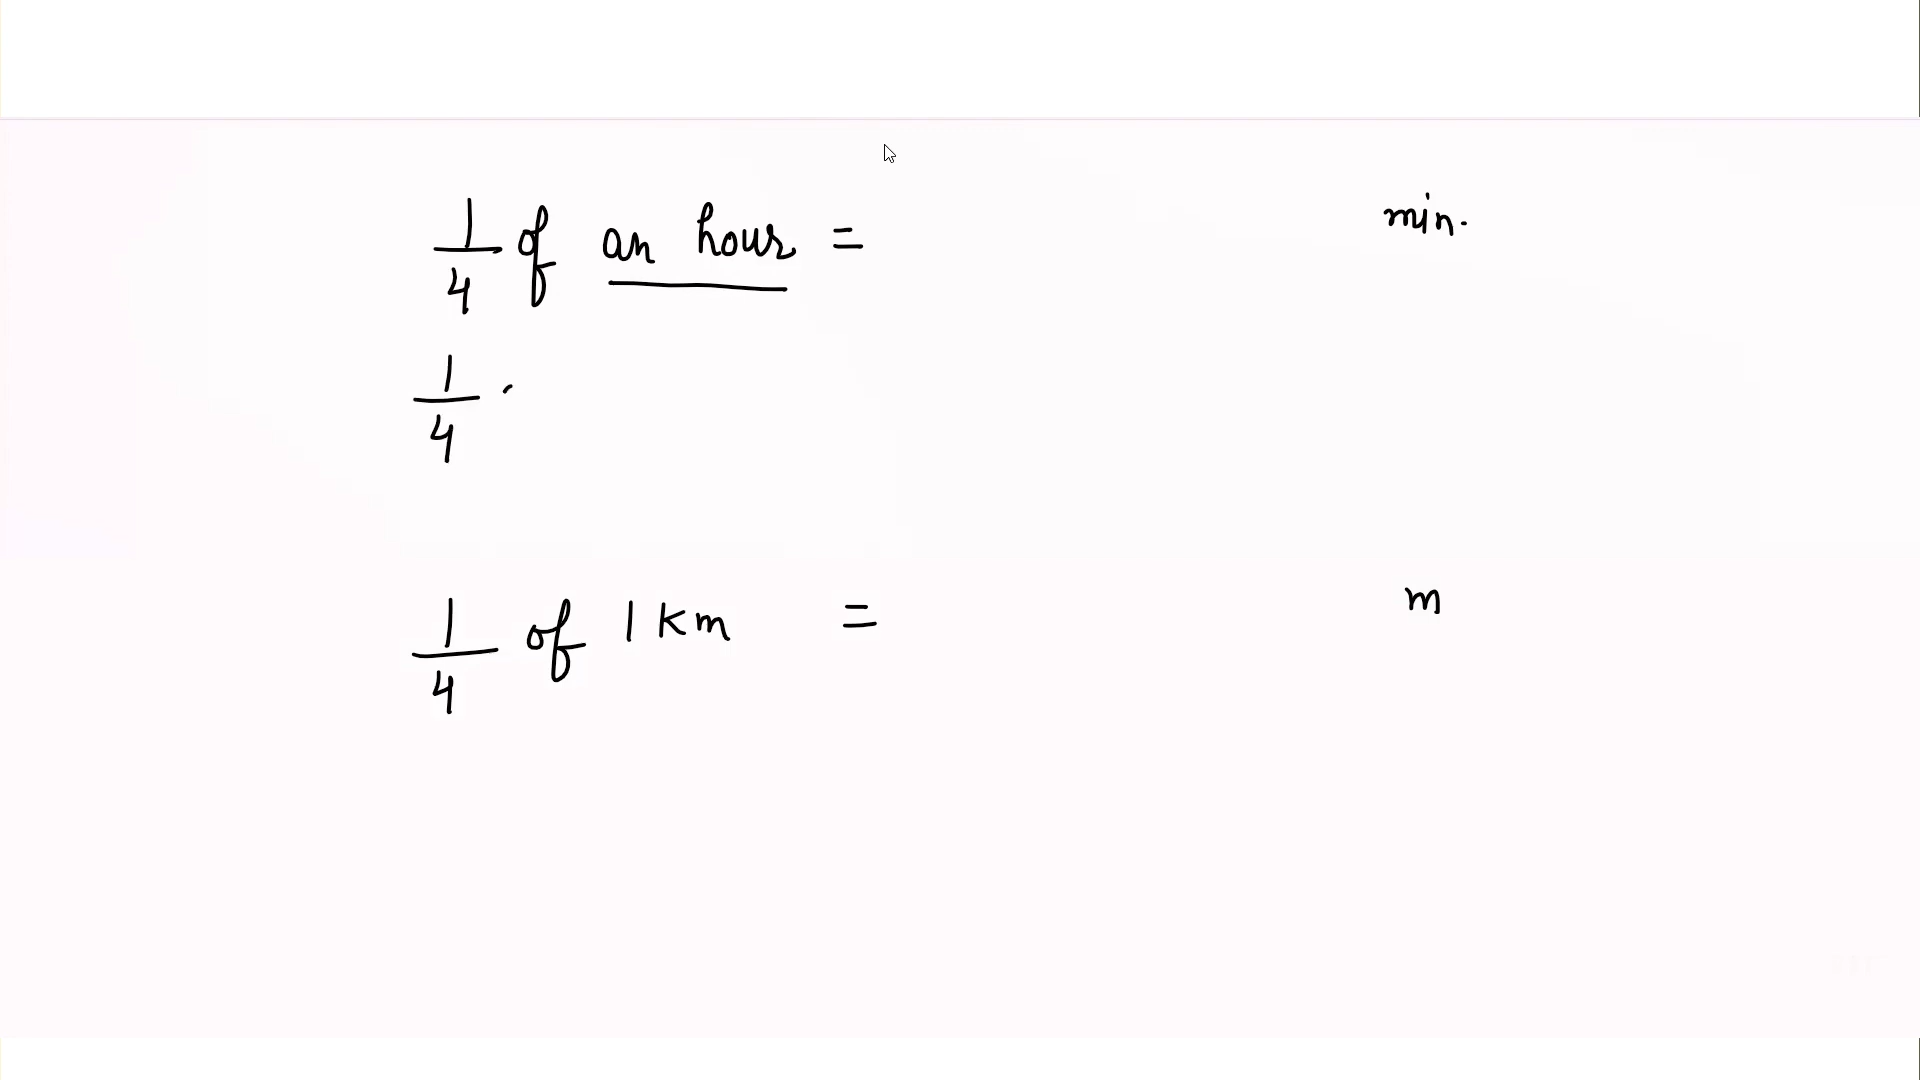 1/4 of an hour = min.
1/4
1/4 of 1 km = m